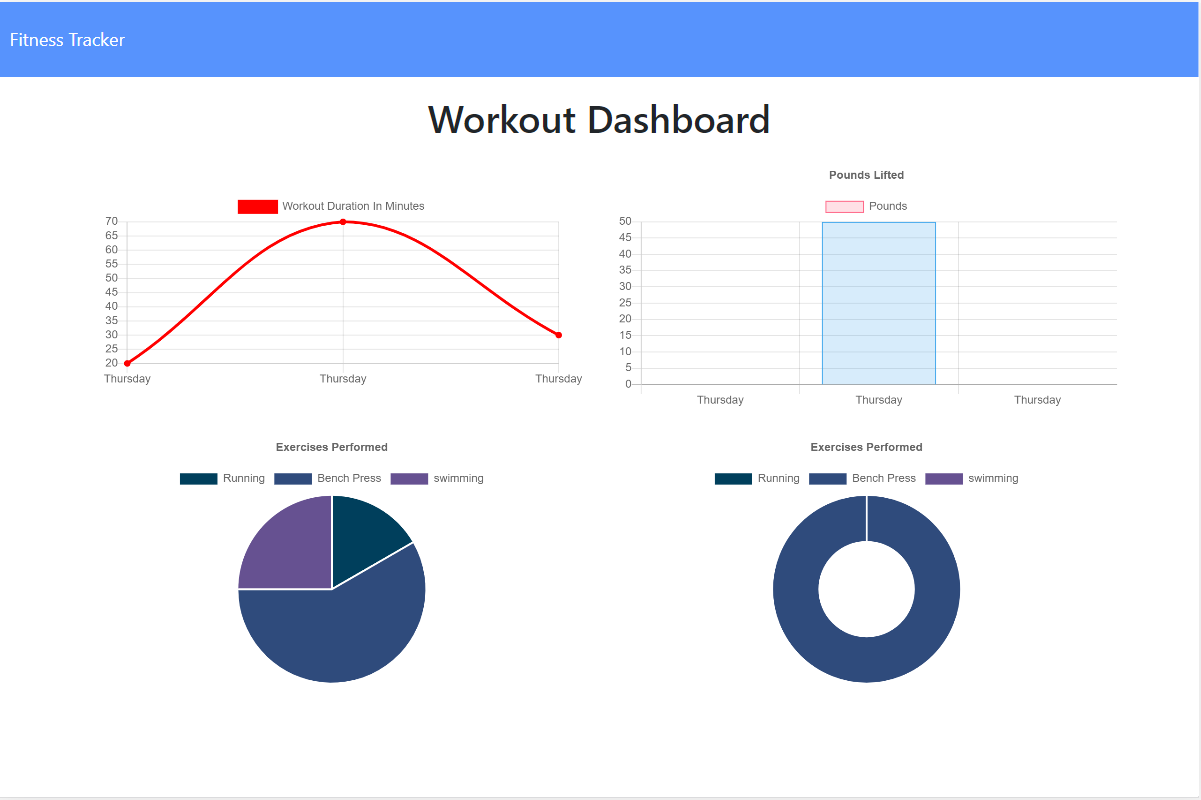 Fitness Tracker
Workout Dashboard
Workout Duration In Minutes
70
65
60
55
50
45
40
35
30
25
20
Thursday Thursday Thursday
Pounds Lifted
Pounds
50
45
40
35
30
25
20
15
10
5
0
Thursday Thursday Thursday
Exercises Performed
Running Bench Press swimming
Exercises Performed
Running Bench Press swimming